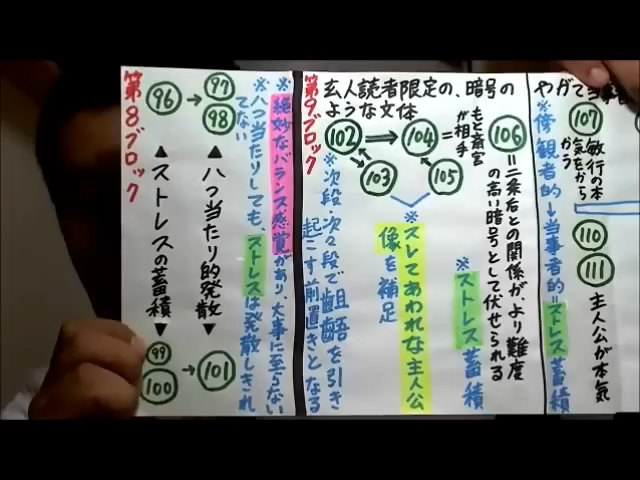 第8ブロック
96→97
98
▲ストレスの蓄積▼
▲八つ当たり的発散▼
99
100→101
※絶妙なバランス感覚があり、大事に至らない
※八つ当たりしても、ストレスは発散しきれ
てない
第9ブロック
玄人読者限定の、暗号の
ような文体
102⇒104=もと斎宮
が相手
103
105
※次段・次々段で齟齬を引き
起こす前置きとなる
※スレてあわれな主人公
像を補足
106=二条后との関係が、より難度
の高い暗号として伏せられる
※ストレス蓄積
やがて当事
※傍観者的→当事者的=ストレス蓄積
107=敏行の本
気をから
かう
110
111
主人公が本気